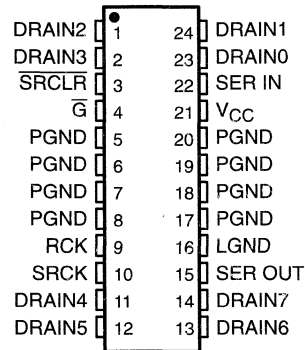 DRAIN2 1 24 DRAIN1
DRAIN3 2 23 DRAIN0
SRCLR 3 22 SER IN
G 4 21 VCC
PGND 5 20 PGND
PGND 6 19 PGND
PGND 7 18 PGND
PGND 8 17 PGND
RCK 9 16 LGND
SRCK 10 15 SER OUT
DRAIN4 11 14 DRAIN7
DRAIN5 12 13 DRAIN6